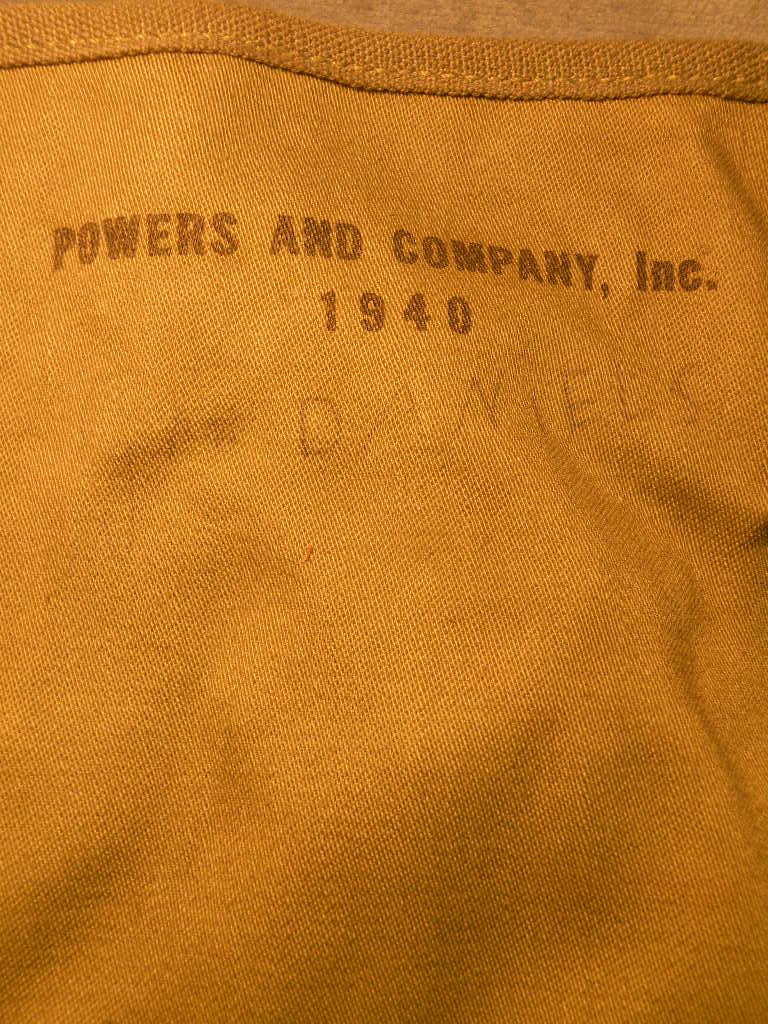 POWERS AND COMPANY, Inc.
1940
DANIELS